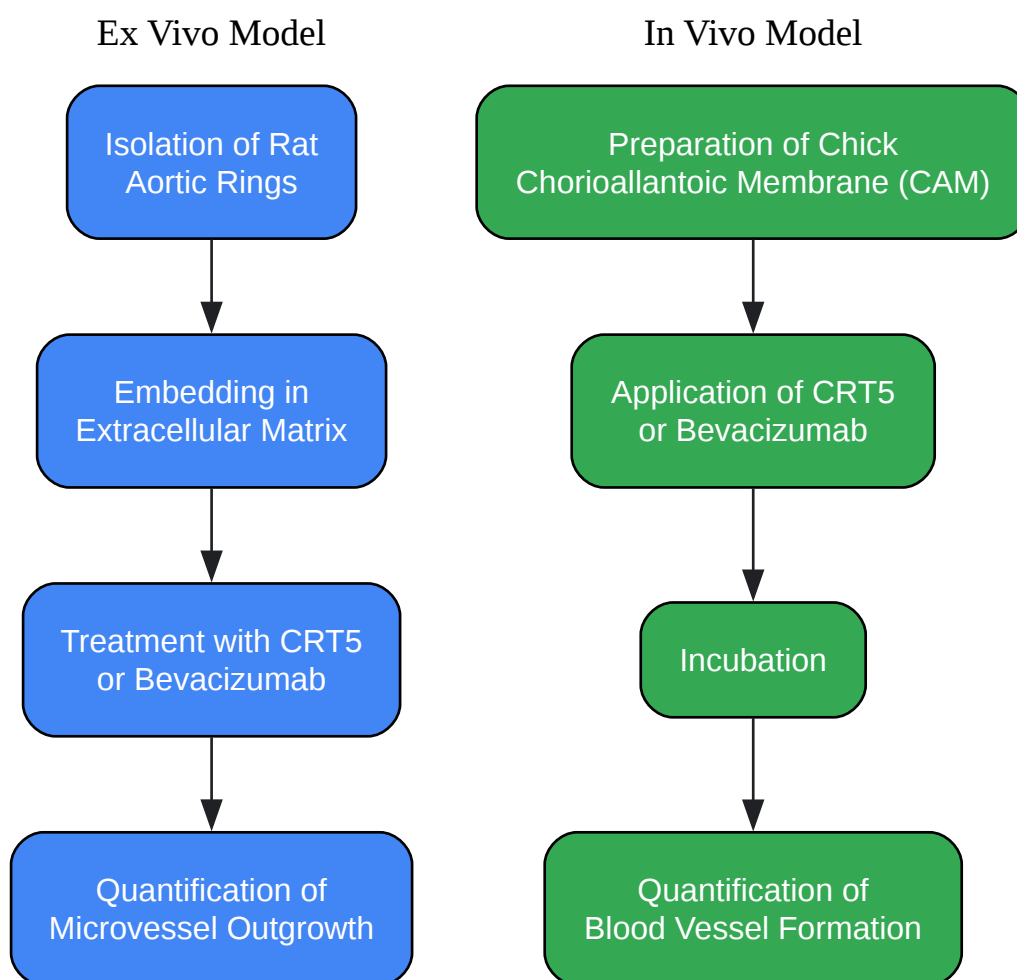 Ex Vivo Model
Isolation of Rat
Aortic Rings
Embedding in
Extracellular Matrix
Treatment with CRT5
or Bevacizumab
Quantification of
Microvessel Outgrowth
In Vivo Model
Preparation of Chick
Chorioallantoic Membrane (CAM)
Application of CRT5
or Bevacizumab
Incubation
Quantification of
Blood Vessel Formation